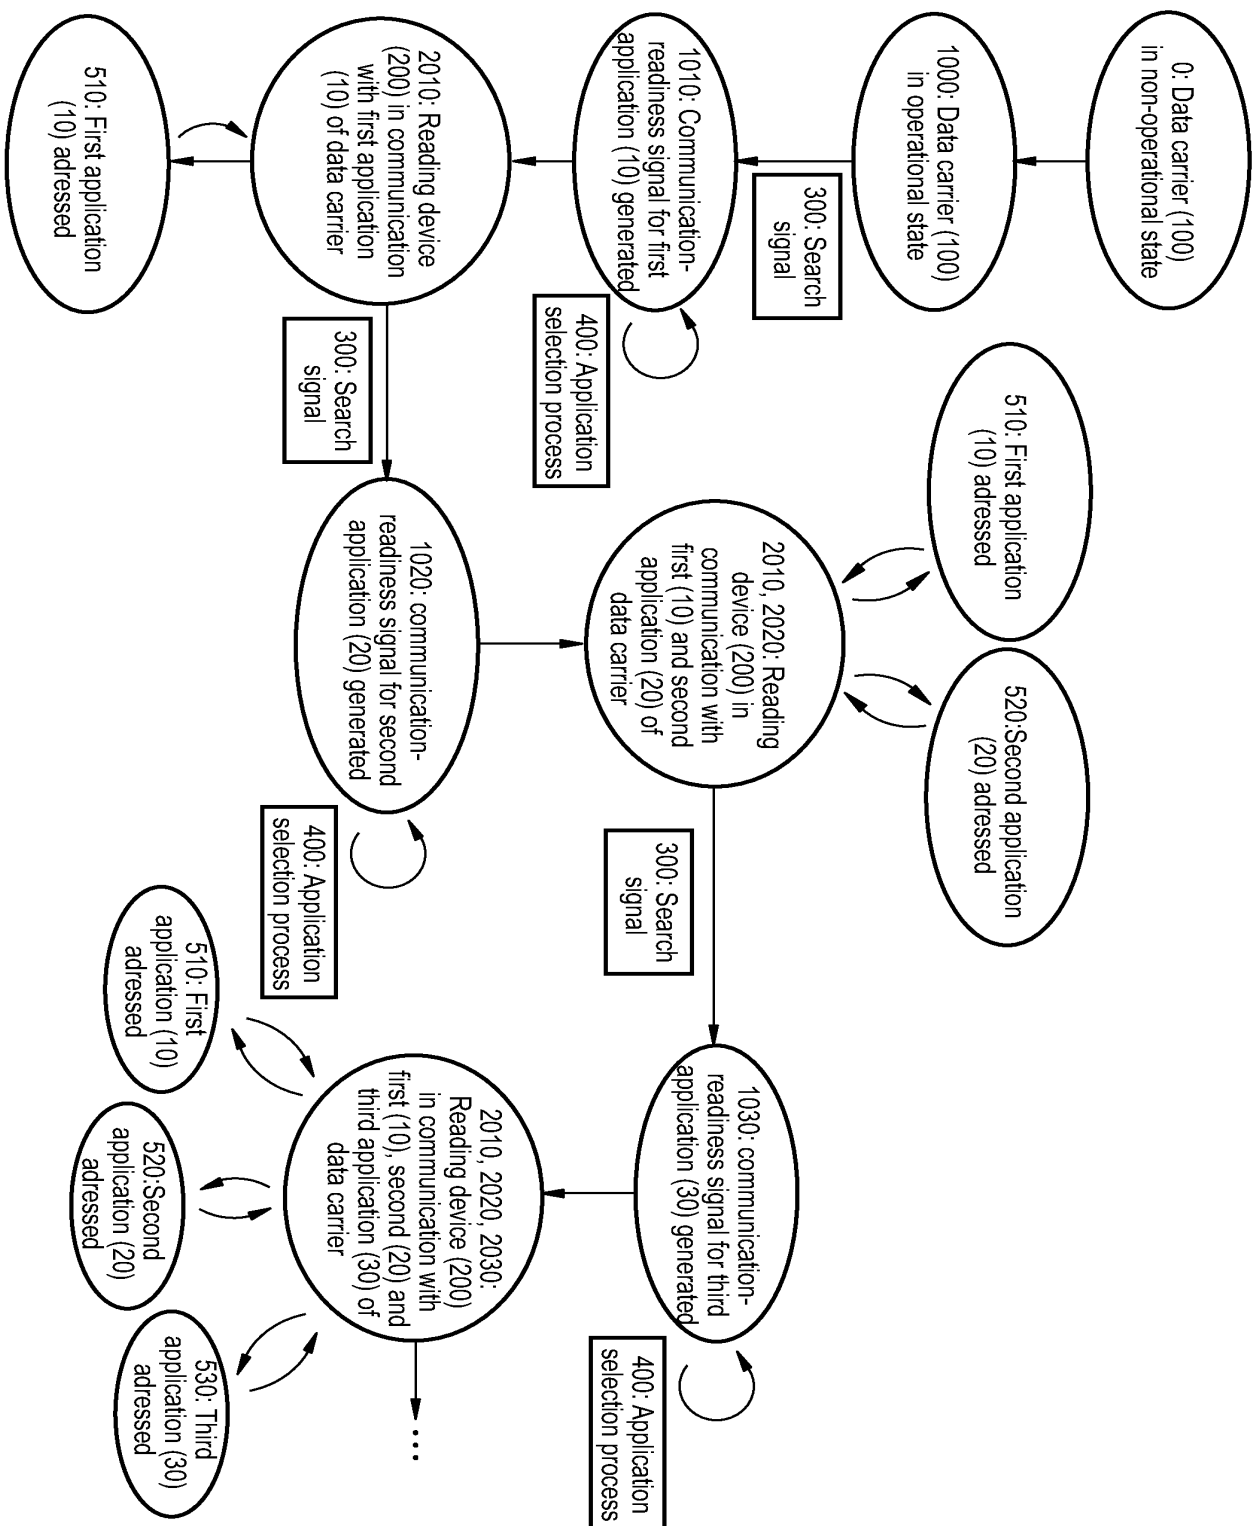 0: Data carrier (100)
in non-operational state
1000: Data carrier (100)
in operational state
300: Search
signal
1010: Communication-
readiness signal for first
application (10) generated
400: Application
selection process
2010: Reading device
(200) in communication
with first application
(10) of data carrier
510: First application
(10) adressed
300: Search
signal
1020: communication-
readiness signal for second
application (20) generated
400: Application
selection process
2010, 2020: Reading
device (200) in
communication with
first (10) and second
application (20) of
data carrier
510: First application
(10) adressed
520:Second application
(20) adressed
300: Search
signal
1030: communication-
readiness signal for third
application (30) generated
400: Application
selection process
2010, 2020, 2030:
Reading device (200)
in communication with
first (10), second (20) and
third application (30) of
data carrier
510: First
application (10)
adressed
520:Second
application (20)
adressed
530: Third
application (30)
adressed
...